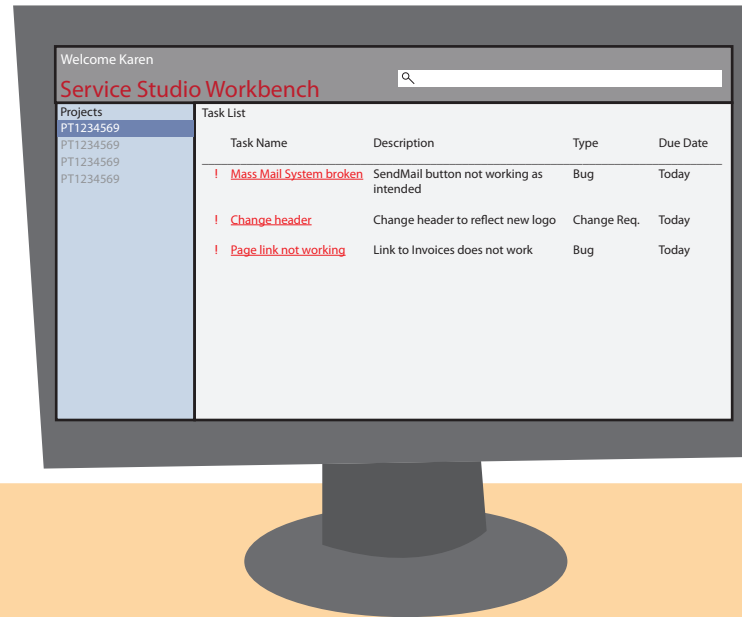 Welcome Karen
Service Studio Workbench
Projects
PT1234569
PT1234569
PT1234569
PT1234569
Task List
Task Name Description Type Due Date
! Mass Mail System broken SendMail button not working as Bug Today
intended
! Change header Change header to reflect new logo Change Req. Today
! Page link not working Link to Invoices does not work Bug Today